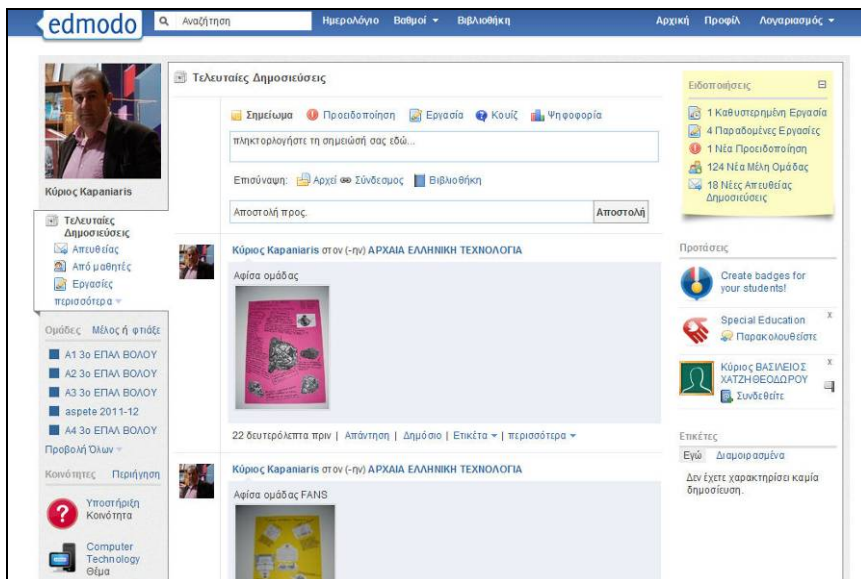 edmodo
Αναζήτηση
Ημερολόγιο Βαθμοί Βιβλιοθήκη
Αρχική Προφίλ Λογαριασμός
Κύριος Kapaniaris
Τελευταίες
Δημοσιεύσεις
Απευθείας
Από μαθητές
Εργασίες
περισσότερα
Ομάδες Μέλος ή φτιάξε
Α1 3ο ΕΠΑΛ ΒΟΛΟΥ
Α2 3ο ΕΠΑΛ ΒΟΛΟΥ
Α3 3ο ΕΠΑΛ ΒΟΛΟΥ
aspete 2011-12
Α4 3ο ΕΠΑΛ ΒΟΛΟΥ
Προβολή Όλων
Κοινότητες Περιήγηση
Υποστήριξη
Κοινότητα
Computer
Technology
Θέμα
Τελευταίες Δημοσιεύσεις
Σημείωμα Προειδοποίηση Εργασία Κουίζ Ψηφοφορία
πληκτρολογήστε τη σημειώσή σας εδώ...
Επισύναψη: Αρχεί Σύνδεσμος Βιβλιοθήκη
Αποστολή προς. Αποστολή
Κύριος Kapaniaris στον (-ην) ΑΡΧΑΙΑ ΕΛΛΗΝΙΚΗ ΤΕΧΝΟΛΟΓΙΑ
Αφίσα ομάδας
22 δευτερόλεπτα πριν | Απάντηση | Δημόσιο | Ετικέτα | περισσότερα
Κύριος Kapaniaris στον (-ην) ΑΡΧΑΙΑ ΕΛΛΗΝΙΚΗ ΤΕΧΝΟΛΟΓΙΑ
Αφίσα ομάδας FANS
Ειδοποιήσεις
1 Καθυστερημένη Εργασία
4 Παραδομένες Εργασίες
1 Νέα Προειδοποίηση
124 Νέα Μέλη Ομάδας
18 Νέες Απευθείας
Δημοσιεύσεις
Προτάσεις
Create badges for
your students!
Special Education x
Παρακολουθείστε
Κύριος ΒΑΣΙΛΕΙΟΣ x
ΧΑΤΖΗΘΕΟΔΩΡΟΥ
Συνδεθείτε
Ετικέτες
Εγώ Διαμοιρασμένα
Δεν έχετε χαρακτηρίσει καμία
δημοσίευση.